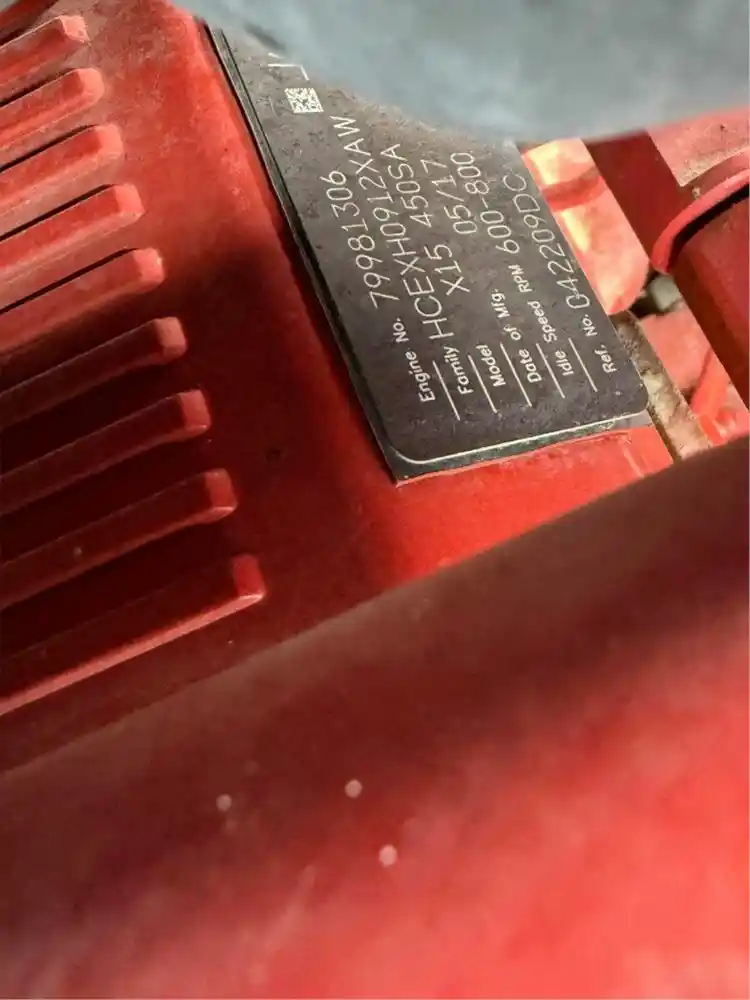 Engine No. 79981306
Family HCEXH0912XAW
Model X15 450SA
Date of Mfg. 05/17
Idle Speed RPM 600-800
Ref. No. 0422209DC